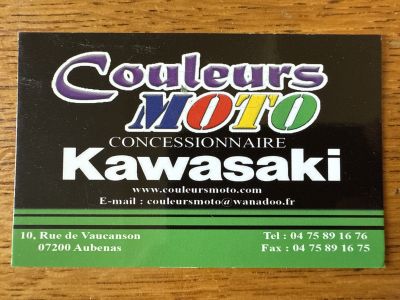 Couleurs
MOTO
CONCESSIONNAIRE
Kawasaki
www.couleursmoto.com
E-mail : couleursmoto@wanadoo.fr
10, Rue de Vaucanson
07200 Aubenas
Tel : 04 75 89 16 76
Fax : 04 75 89 16 75